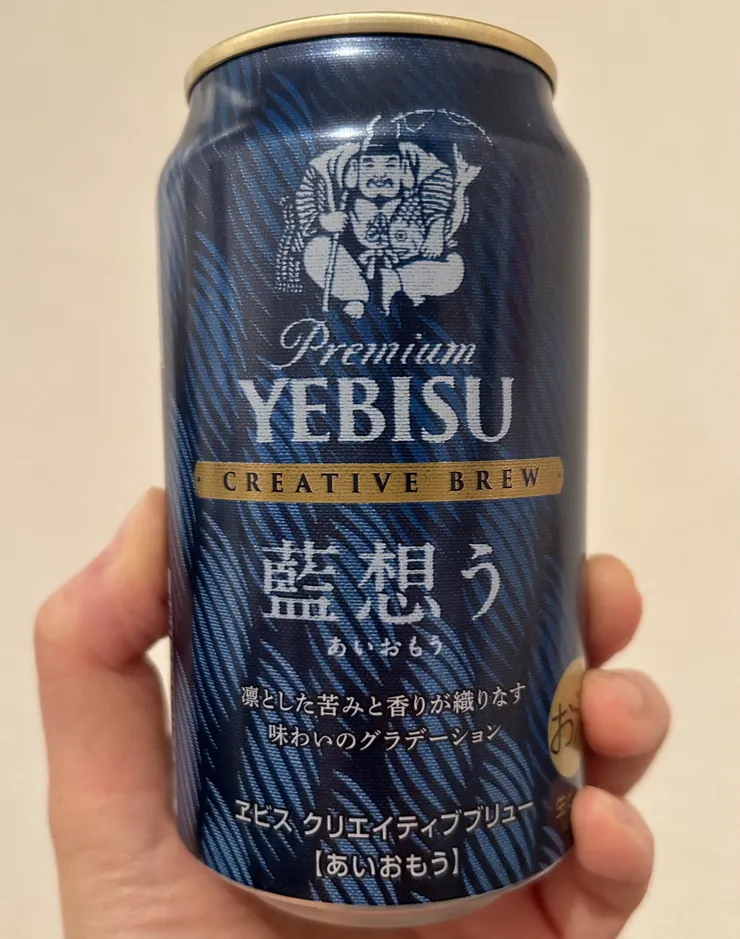 Premium
YEBISU
CREATIVE BREW
藍想う
あいおもう
凛とした苦みと香りが織りなす
味わいのグラデーション
ヱビス クリエイティブブリュー
【あいおもう】
お